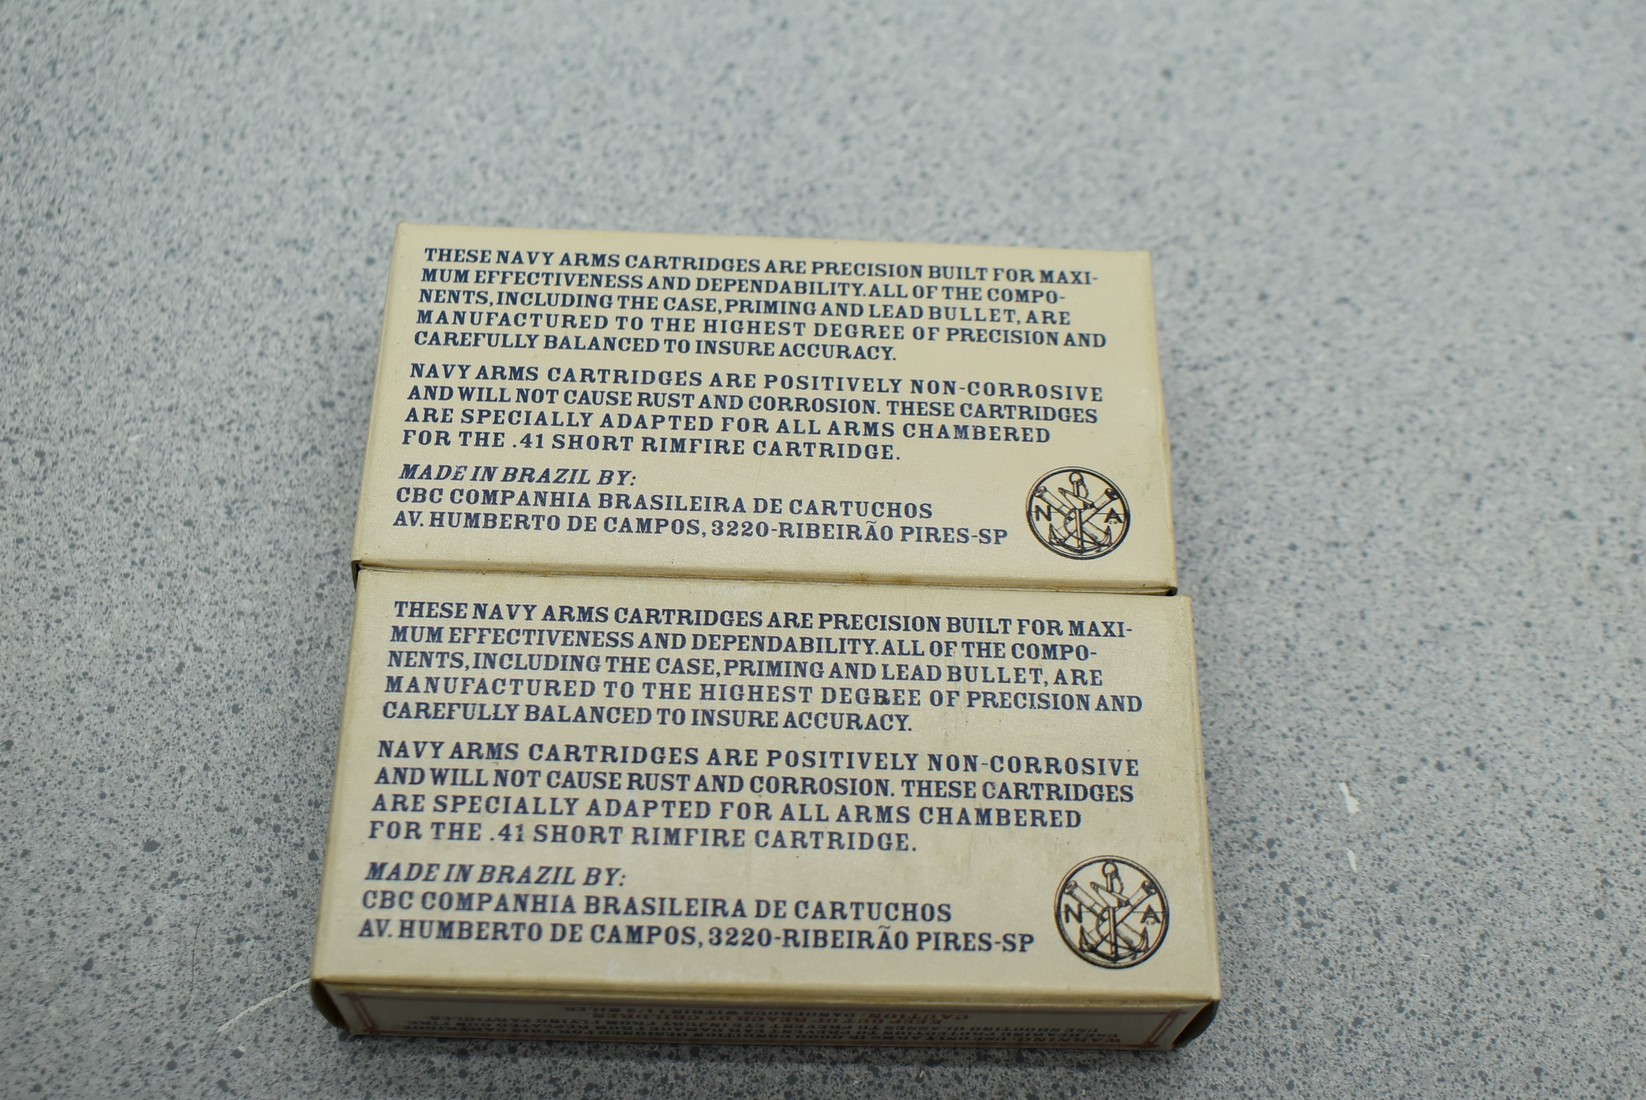 THESE NAVY ARMS CARTRIDGES ARE PRECISION BUILT FOR MAXI-
MUM EFFECTIVENESS AND DEPENDABILITY. ALL OF THE COMPO-
NENTS, INCLUDING THE CASE, PRIMING AND LEAD BULLET, ARE
MANUFACTURED TO THE HIGHEST DEGREE OF PRECISION AND
CAREFULLY BALANCED TO INSURE ACCURACY.
NAVY ARMS CARTRIDGES ARE POSITIVELY NON-CORROSIVE
AND WILL NOT CAUSE RUST AND CORROSION. THESE CARTRIDGES
ARE SPECIALLY ADAPTED FOR ALL ARMS CHAMBERED
FOR THE .41 SHORT RIMFIRE CARTRIDGE.
MADE IN BRAZIL BY:
CBC COMPANHIA BRASILEIRA DE CARTUCHOS
AV. HUMBERTO DE CAMPOS, 3220-RIBEIRÃO PIRES-SP
N A
THESE NAVY ARMS CARTRIDGES ARE PRECISION BUILT FOR MAXI-
MUM EFFECTIVENESS AND DEPENDABILITY. ALL OF THE COMPO-
NENTS, INCLUDING THE CASE, PRIMING AND LEAD BULLET, ARE
MANUFACTURED TO THE HIGHEST DEGREE OF PRECISION AND
CAREFULLY BALANCED TO INSURE ACCURACY.
NAVY ARMS CARTRIDGES ARE POSITIVELY NON-CORROSIVE
AND WILL NOT CAUSE RUST AND CORROSION. THESE CARTRIDGES
ARE SPECIALLY ADAPTED FOR ALL ARMS CHAMBERED
FOR THE .41 SHORT RIMFIRE CARTRIDGE.
MADE IN BRAZIL BY:
CBC COMPANHIA BRASILEIRA DE CARTUCHOS
AV. HUMBERTO DE CAMPOS, 3220-RIBEIRÃO PIRES-SP
N A
CAUTION